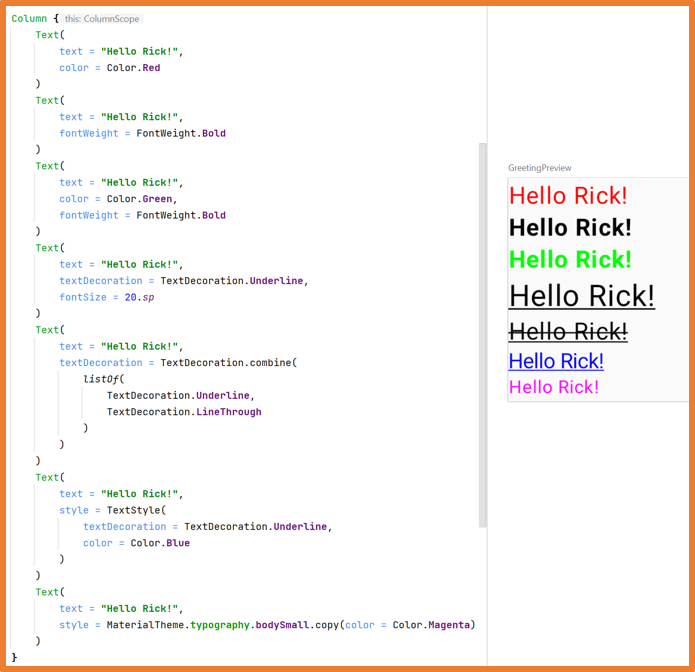 Column { this: ColumnScope
Text(
text = "Hello Rick!",
color = Color.Red
)
Text(
text = "Hello Rick!",
fontWeight = FontWeight.Bold
)
Text(
text = "Hello Rick!",
color = Color.Green,
fontWeight = FontWeight.Bold
)
Text(
text = "Hello Rick!",
textDecoration = TextDecoration.Underline,
fontSize = 20.sp
)
Text(
text = "Hello Rick!",
textDecoration = TextDecoration.combine(
listOf(
TextDecoration.Underline,
TextDecoration.LineThrough
)
)
)
Text(
text = "Hello Rick!",
style = TextStyle(
textDecoration = TextDecoration.Underline,
color = Color.Blue
)
)
Text(
text = "Hello Rick!",
style = MaterialTheme.typography.bodySmall.copy(color = Color.Magenta)
)
}
GreetingPreview
Hello Rick!
Hello Rick!
Hello Rick!
Hello Rick!
Hello Rick!
Hello Rick!
Hello Rick!